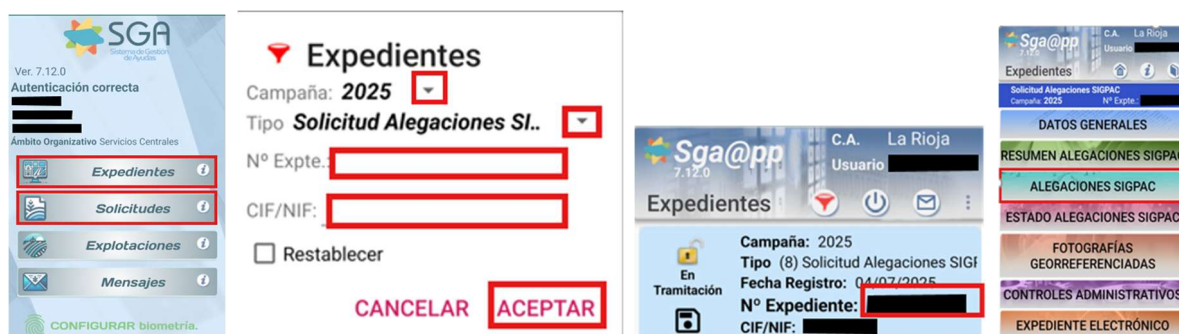 SGA
Sistema de Gestión
de Ayudas
Ver. 7.12.0
Autenticación correcta
Ámbito Organizativo Servicios Centrales
Expedientes
Solicitudes
Explotaciones
Mensajes
CONFIGURAR biometría.
Expedientes
Campaña: 2025
Tipo Solicitud Alegaciones SI..
Nº Expte.:
CIF/NIF:
Restablecer
CANCELAR ACEPTAR
Sga@pp
7.12.0
C.A. La Rioja
Usuario
Expedientes
En
Tramitación
Campaña: 2025
Tipo (8) Solicitud Alegaciones SIGF
Fecha Registro: 04/07/2025
Nº Expediente:
CIF/NIF:
Sga@pp
7.12.0
C.A. La Rioja
Usuario
Expedientes
Solicitud Alegaciones SIGPAC
Campaña: 2025 Nº Expte.:
DATOS GENERALES
RESUMEN ALEGACIONES SIGPAC
ALEGACIONES SIGPAC
ESTADO ALEGACIONES SIGPAC
FOTOGRAFÍAS
GEORREFERENCIADAS
CONTROLES ADMINISTRATIVOS
EXPEDIENTE ELECTRÓNICO